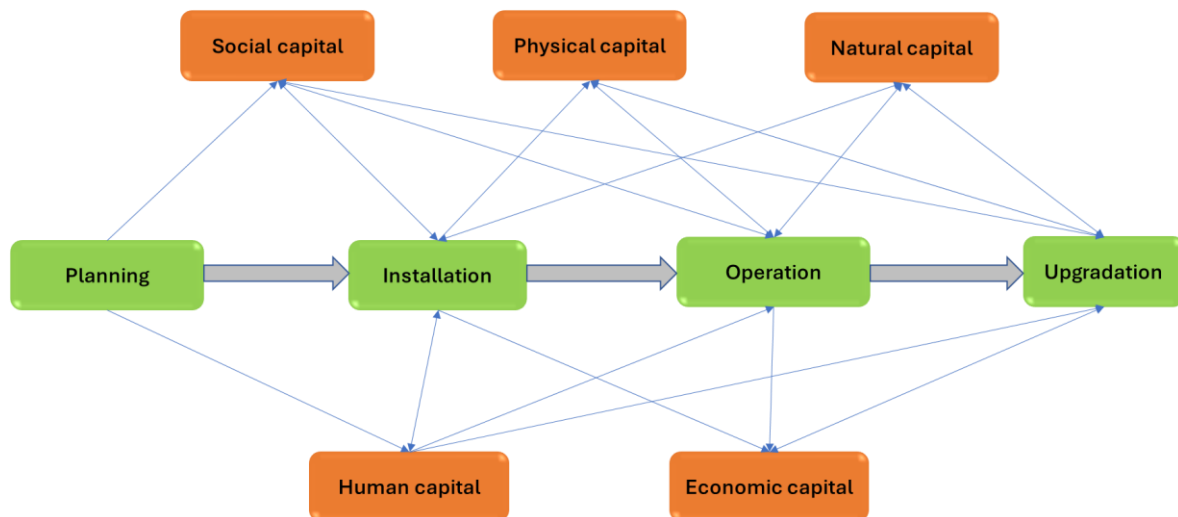 Social capital
Physical capital
Natural capital
Planning
Installation
Operation
Upgradation
Human capital
Economic capital